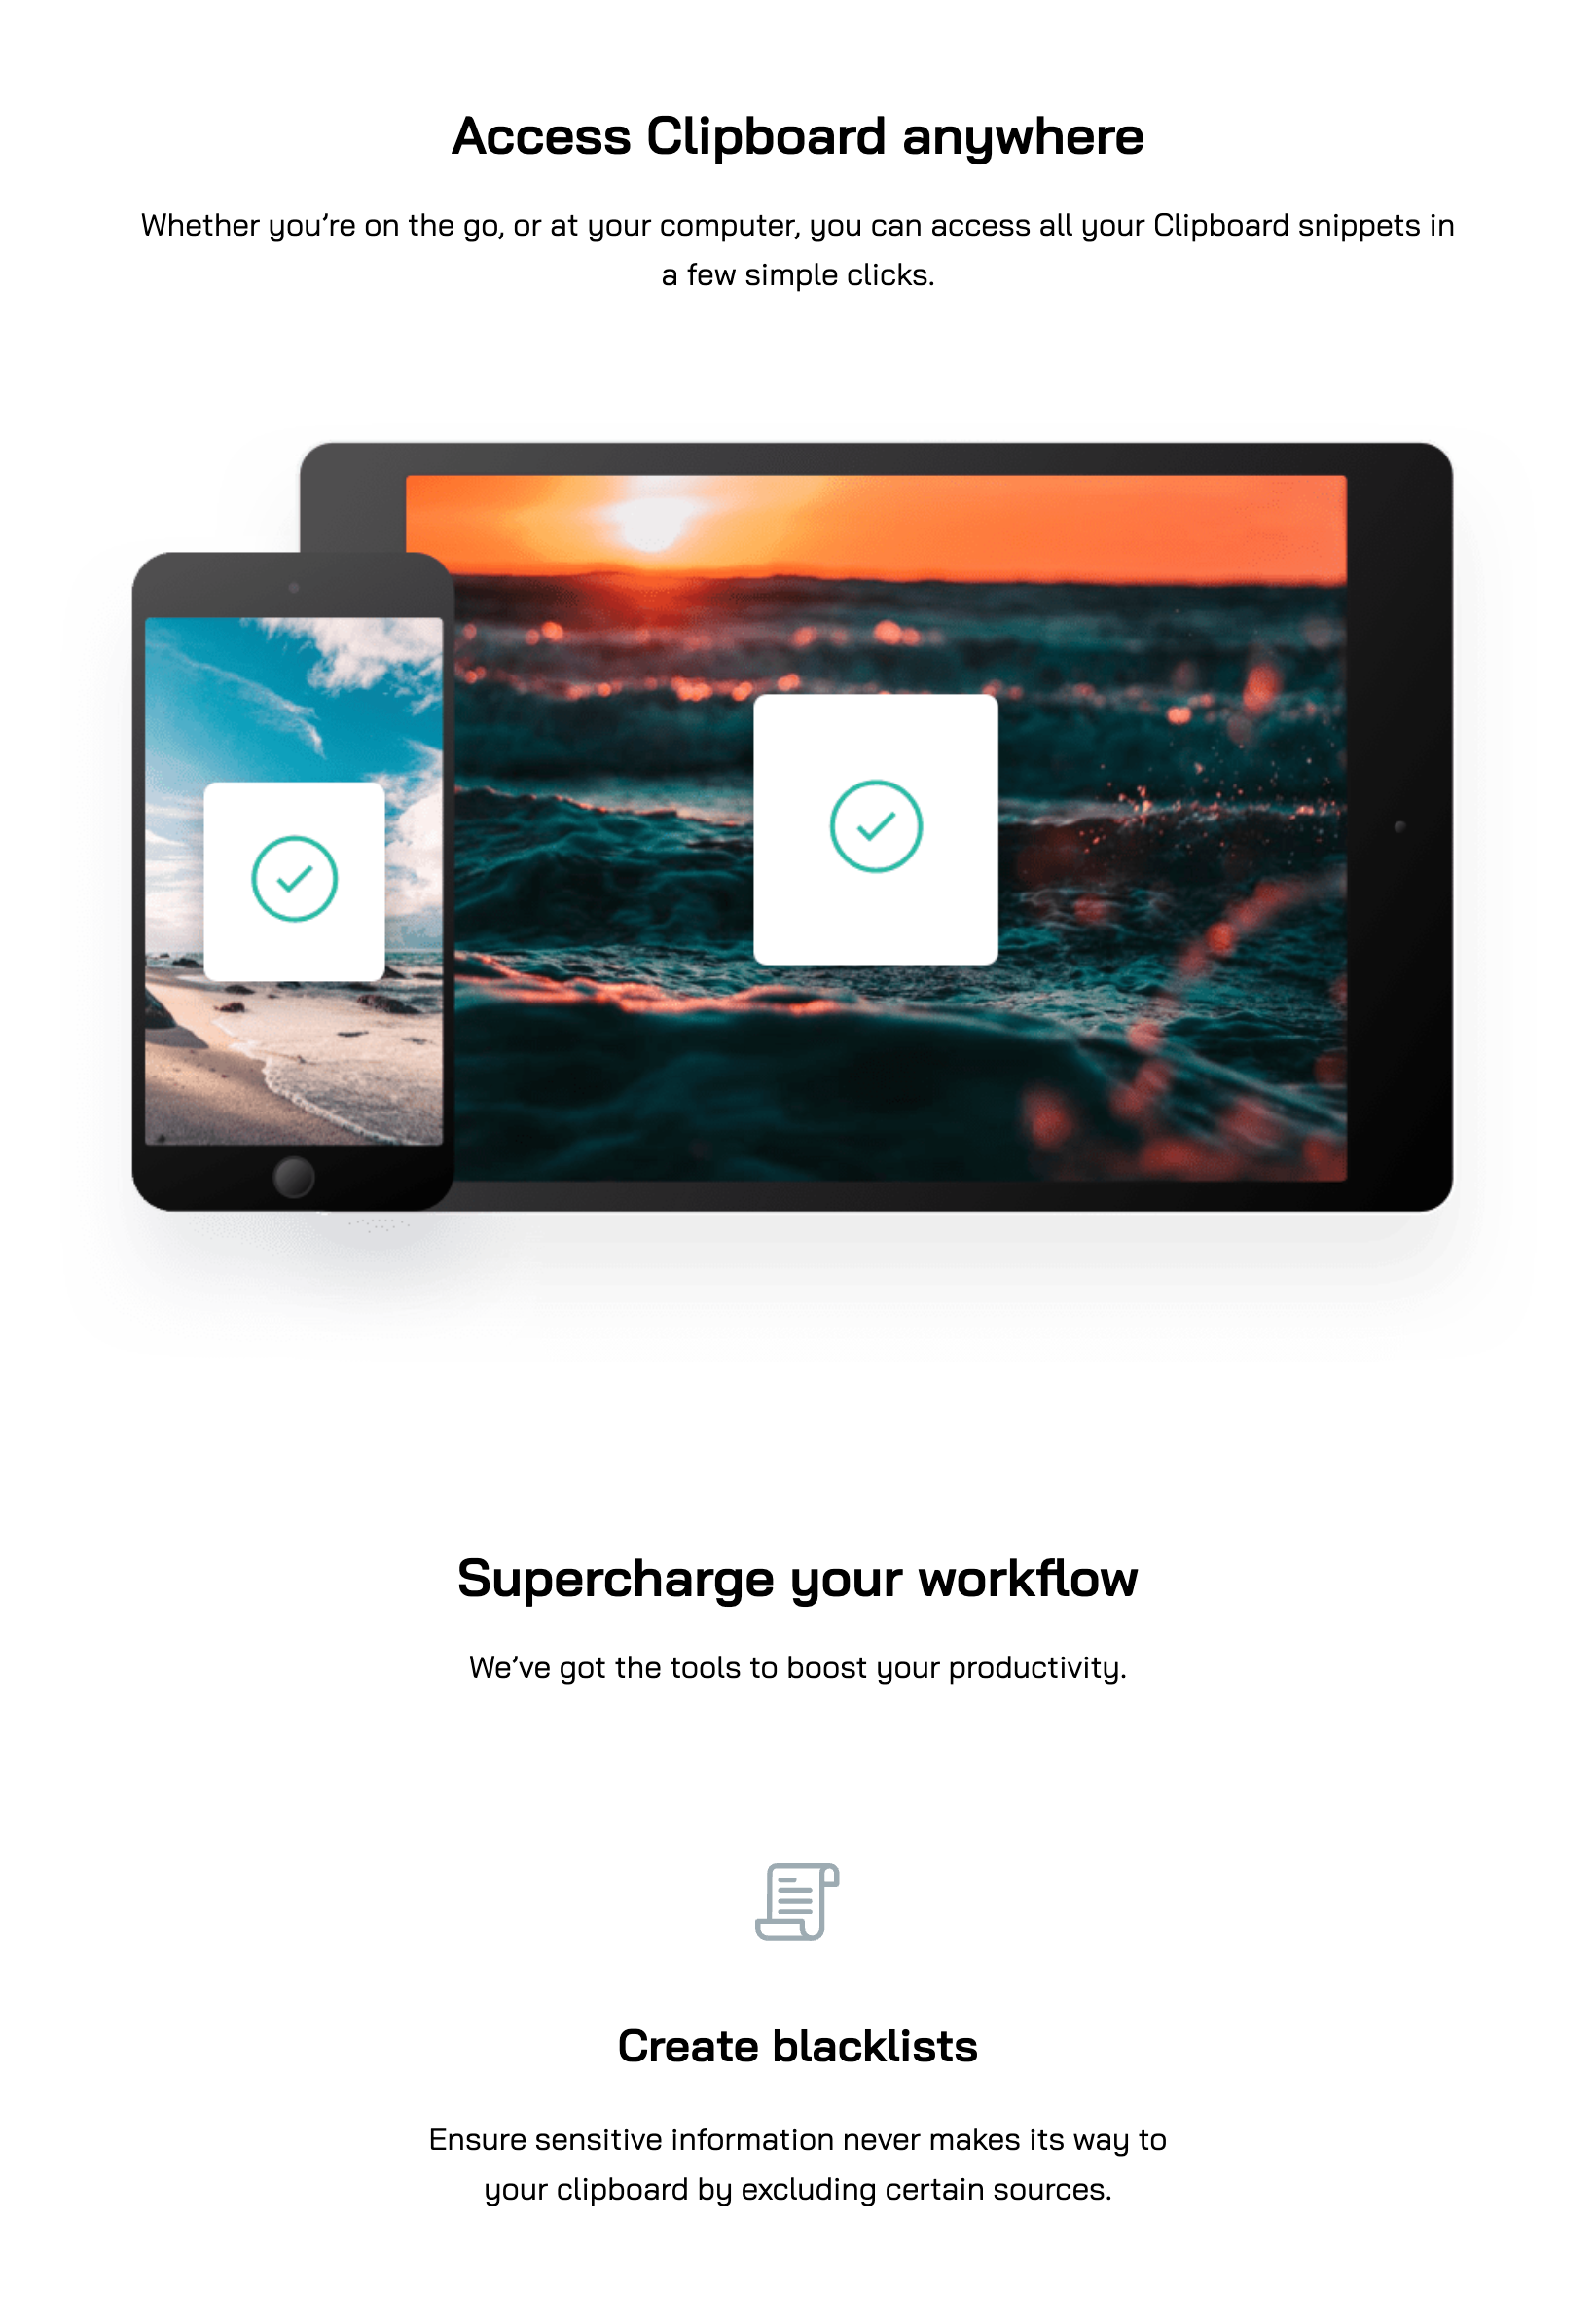 Access Clipboard anywhere
Whether you’re on the go, or at your computer, you can access all your Clipboard snippets in
a few simple clicks.
Supercharge your workflow
We’ve got the tools to boost your productivity.
Create blacklists
Ensure sensitive information never makes its way to
your clipboard by excluding certain sources.